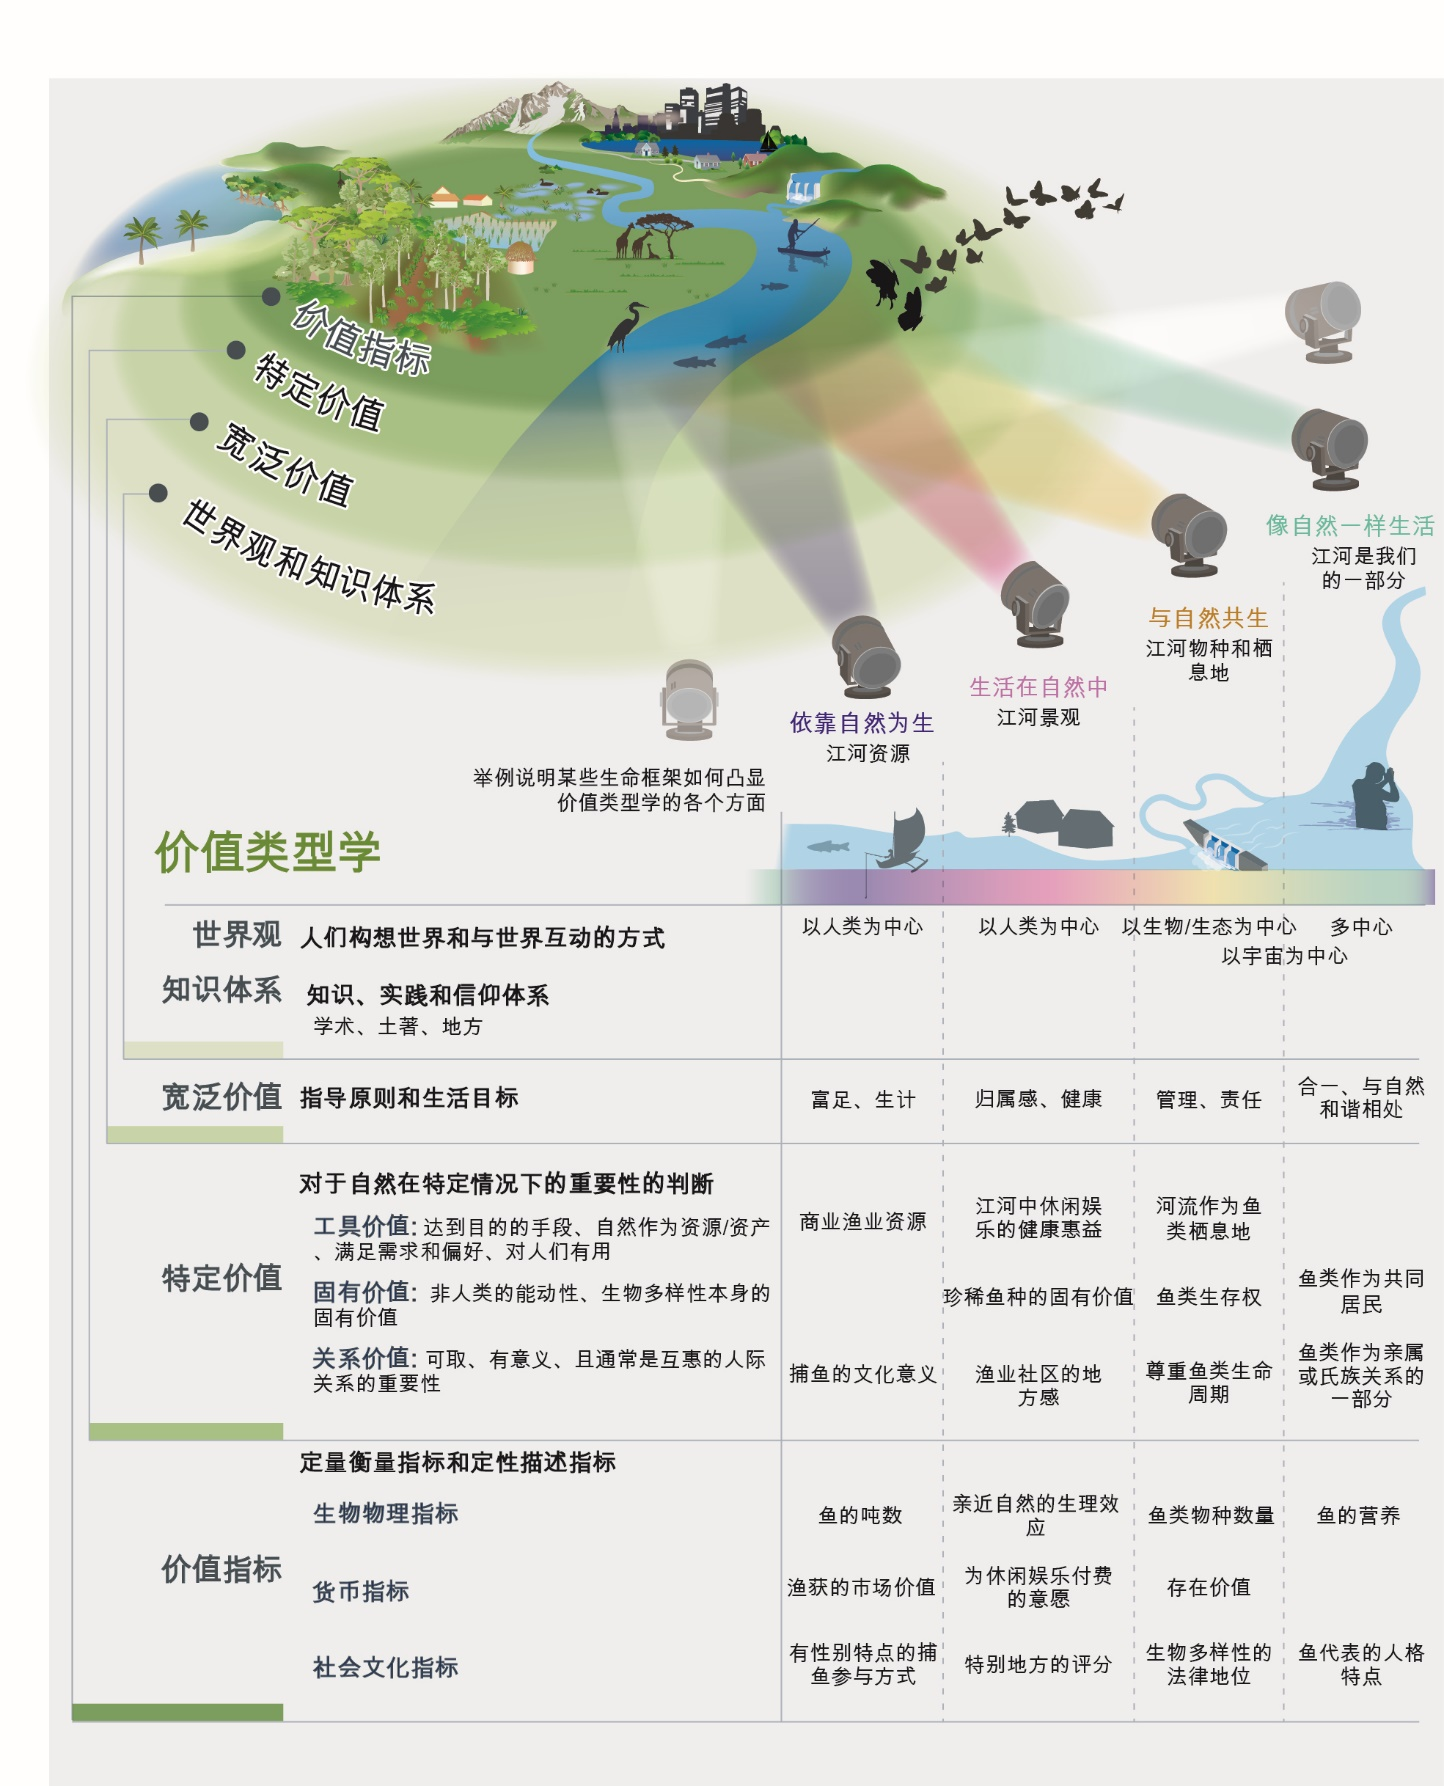 价值指标
特定价值
宽泛价值
世界观和知识体系
像自然一样生活
江河是我们
的一部分
与自然共生
江河物种和栖
息地
生活在自然中
江河景观
依靠自然为生
江河资源
举例说明某些生命框架如何凸显
价值类型学的各个方面
价值类型学
世界观 人们构想世界和与世界互动的方式
以人类为中心 以人类为中心 以生物/生态为中心 多中心
以宇宙为中心
知识体系 知识、实践和信仰体系
学术、土著、地方
宽泛价值 指导原则和生活目标
富足、生计 归属感、健康 管理、责任
合一、与自然
和谐相处
特定价值
对于自然在特定情况下的重要性的判断
工具价值: 达到目的的手段、自然作为资源/资产
、满足需求和偏好、对人们有用
商业渔业资源
江河中休闲娱
乐的健康惠益
河流作为鱼
类栖息地
固有价值: 非人类的能动性、生物多样性本身的
固有价值
珍稀鱼种的固有价值 鱼类生存权
鱼类作为共同
居民
关系价值: 可取、有意义、且通常是互惠的人际
关系的重要性
捕鱼的文化意义
渔业社区的地
方感
尊重鱼类生命
周期
鱼类作为亲属
或氏族关系的
一部分
价值指标
定量衡量指标和定性描述指标
生物物理指标
鱼的吨数
亲近自然的生理效
应
鱼类物种数量 鱼的营养
货币指标
渔获的市场价值
为休闲娱乐付费
的意愿
存在价值
社会文化指标
有性别特点的捕
鱼参与方式
特别地方的评分
生物多样性的
法律地位
鱼代表的人格
特点